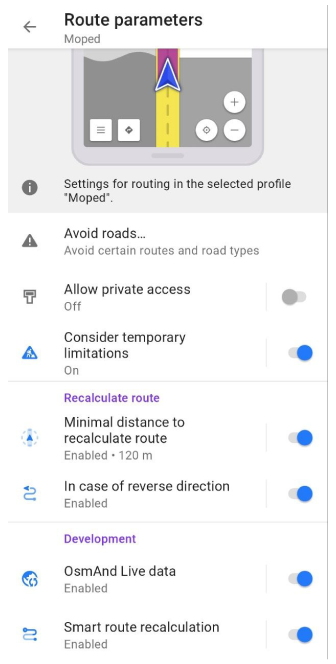 Route parameters
Moped
Settings for routing in the selected profile
"Moped".
Avoid roads...
Avoid certain routes and road types
Allow private access
Off
Consider temporary
limitations
On
Recalculate route
Minimal distance to
recalculate route
Enabled • 120 m
In case of reverse direction
Enabled
Development
OsmAnd Live data
Enabled
Smart route recalculation
Enabled